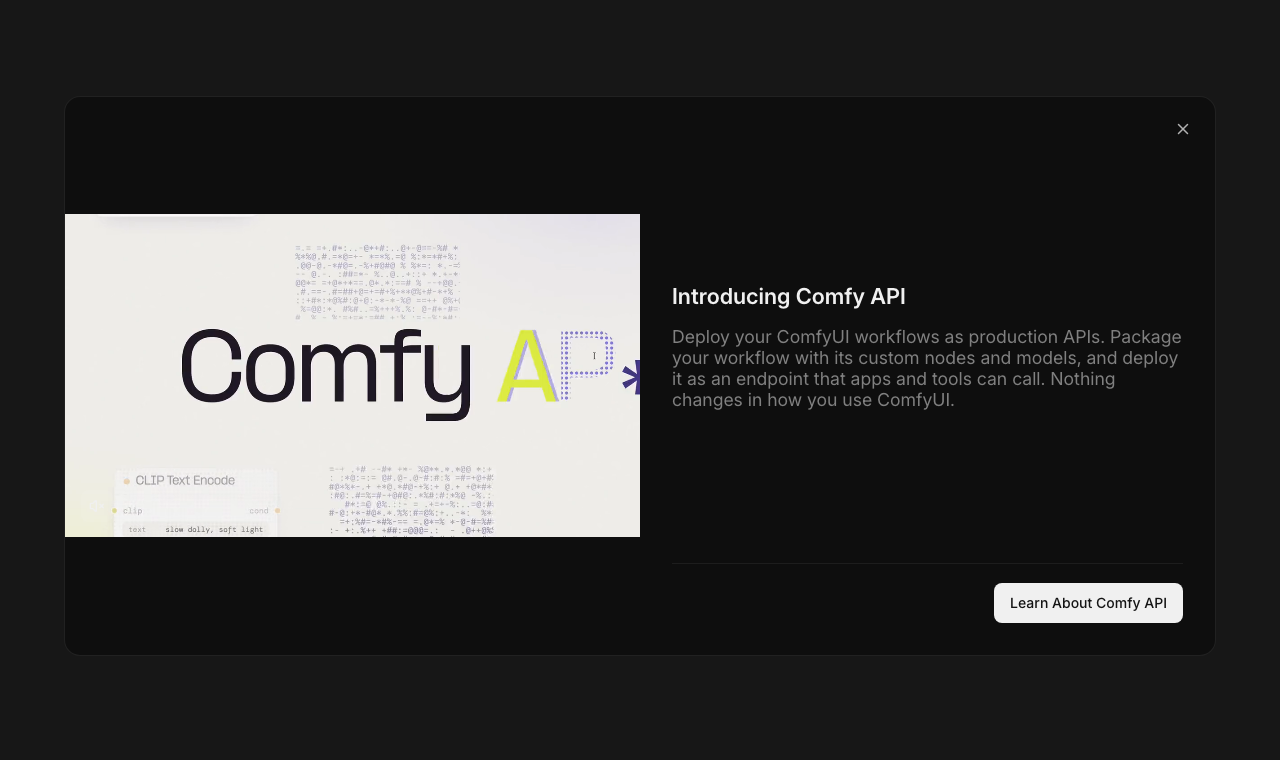 Comfy AP*
CLIP Text Encode
clip cond
text slow dolly, soft light
Introducing Comfy API
Deploy your ComfyUI workflows as production APIs. Package
your workflow with its custom nodes and models, and deploy
it as an endpoint that apps and tools can call. Nothing
changes in how you use ComfyUI.
Learn About Comfy API